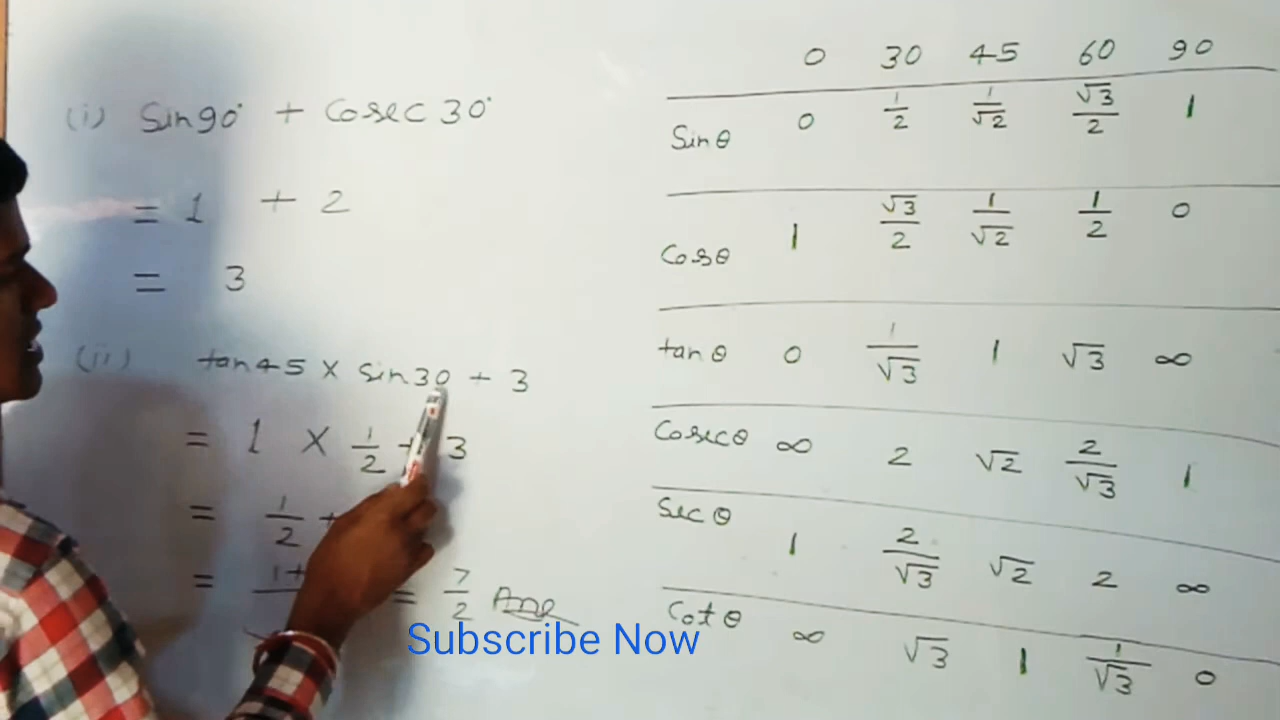 (i) Sin90° + Cosec 30°
= 1 + 2
= 3
(ii) tan45 × Sin30 + 3
= 1 × 1/2 + 3
= 1/2 +
= 1+ = 7/2 Ans
Subscribe Now
0 30 45 60 90
Sinθ 0 1/2 1/√2 √3/2 1
Cosθ 1 √3/2 1/√2 1/2 0
tanθ 0 1/√3 1 √3 ∞
Cosecθ ∞ 2 √2 2/√3 1
Secθ 1 2/√3 √2 2 ∞
Cotθ ∞ √3 1 1/√3 0